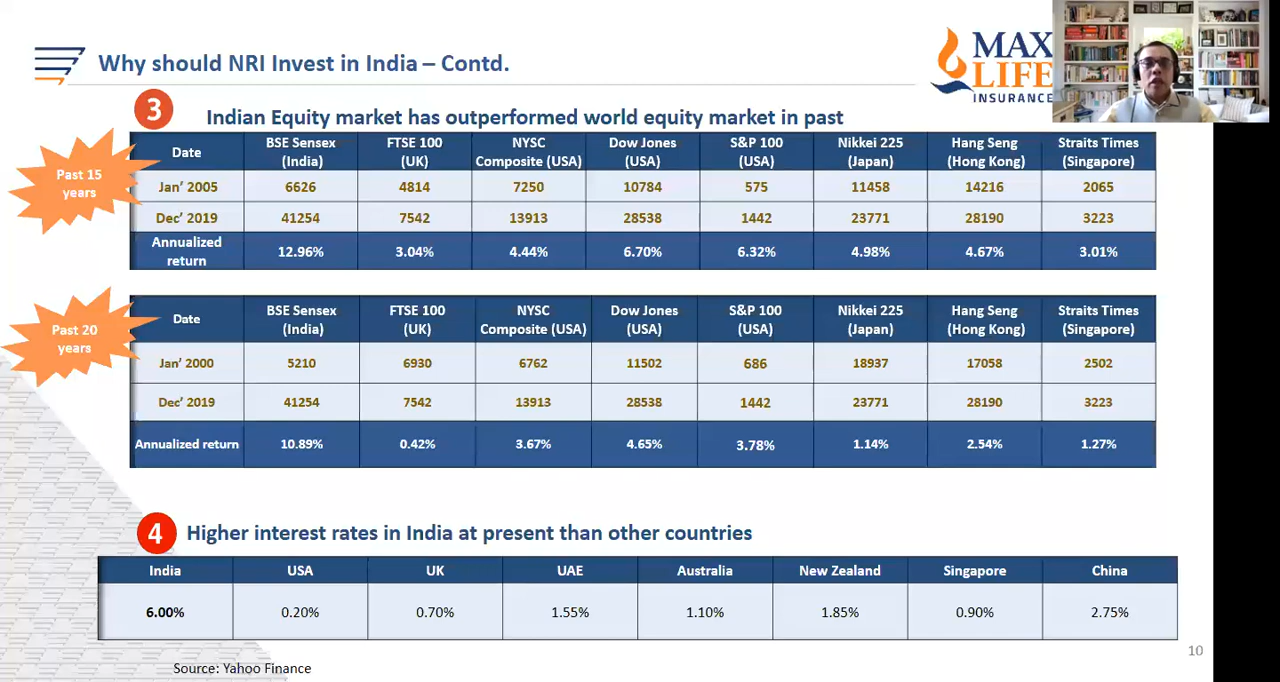 Why should NRI Invest in India – Contd.
MAX
LIFE
INSURANCE
3
Indian Equity market has outperformed world equity market in past
Past 15
years
Date BSE Sensex (India) FTSE 100 (UK) NYSC Composite (USA) Dow Jones (USA) S&P 100 (USA) Nikkei 225 (Japan) Hang Seng (Hong Kong) Straits Times (Singapore)
Jan' 2005 6626 4814 7250 10784 575 11458 14216 2065
Dec' 2019 41254 7542 13913 28538 1442 23771 28190 3223
Annualized return 12.96% 3.04% 4.44% 6.70% 6.32% 4.98% 4.67% 3.01%
Past 20
years
Date BSE Sensex (India) FTSE 100 (UK) NYSC Composite (USA) Dow Jones (USA) S&P 100 (USA) Nikkei 225 (Japan) Hang Seng (Hong Kong) Straits Times (Singapore)
Jan' 2000 5210 6930 6762 11502 686 18937 17058 2502
Dec' 2019 41254 7542 13913 28538 1442 23771 28190 3223
Annualized return 10.89% 0.42% 3.67% 4.65% 3.78% 1.14% 2.54% 1.27%
4
Higher interest rates in India at present than other countries
India USA UK UAE Australia New Zealand Singapore China
6.00% 0.20% 0.70% 1.55% 1.10% 1.85% 0.90% 2.75%
10
Source: Yahoo Finance